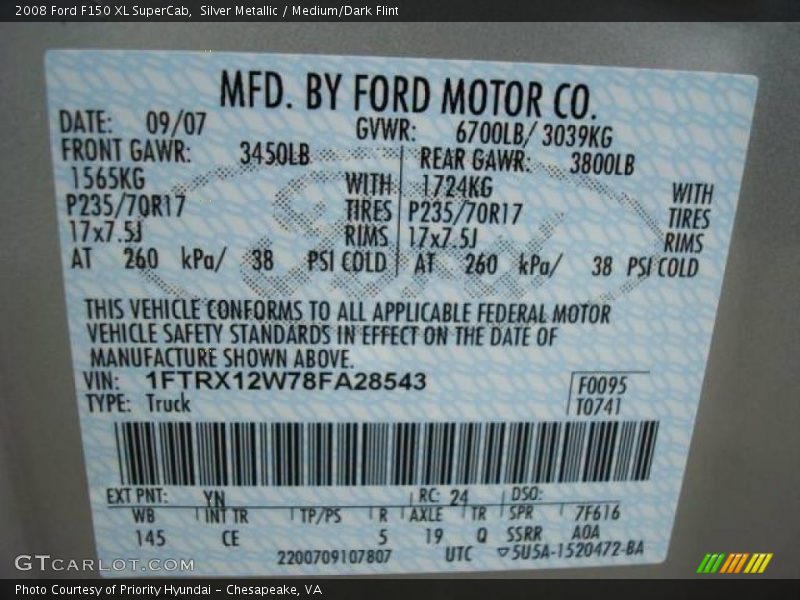 2008 Ford F150 XL SuperCab,  Silver Metallic / Medium/Dark Flint
MFD. BY FORD MOTOR CO.
DATE: 09/07 GVWR: 6700LB/ 3039KG
FRONT GAWR: 3450LB REAR GAWR: 3800LB
1565KG WITH 1724KG WITH
P235/70R17 TIRES P235/70R17 TIRES
17x7.5J RIMS 17x7.5J RIMS
AT 260 kPa/ 38 PSI COLD AT 260 kPa/ 38 PSI COLD
THIS VEHICLE CONFORMS TO ALL APPLICABLE FEDERAL MOTOR
VEHICLE SAFETY STANDARDS IN EFFECT ON THE DATE OF
MANUFACTURE SHOWN ABOVE.
VIN: 1FTRX12W78FA28543 F0095
TYPE: Truck T0741
EXT PNT: YN RC: 24 DSO:
WB INT TR TP/PS R AXLE TR SPR 7F616
145 CE 5 19 Q SSRR A0A
2200709107807 UTC ▽5U5A-1520472-BA
GTCARLOT.COM
Photo Courtesy of Priority Hyundai - Chesapeake, VA